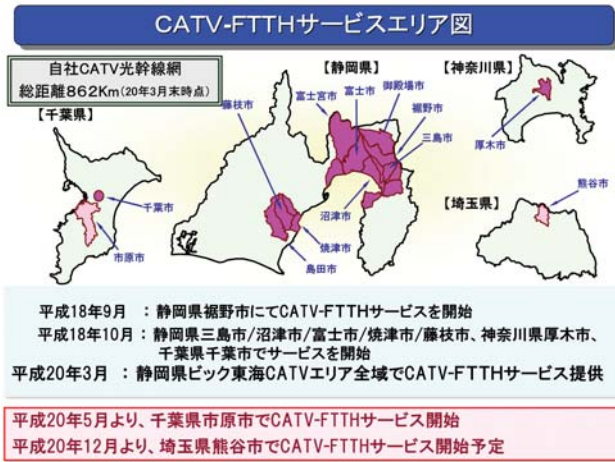 CATV-FTTHサービスエリア図
自社CATV光幹線網
総距離862Km(20年3月末時点)
【千葉県】
千葉市
市原市
【静岡県】
藤枝市
富士宮市
富士市
御殿場市
裾野市
三島市
沼津市
焼津市
島田市
【神奈川県】
厚木市
【埼玉県】
熊谷市
平成18年9月 : 静岡県裾野市にてCATV-FTTHサービスを開始
平成18年10月 : 静岡県三島市/沼津市/富士市/焼津市/藤枝市、神奈川県厚木市、
千葉県千葉市でサービスを開始
平成20年3月 : 静岡県ビック東海CATVエリア全域でCATV-FTTHサービス提供
平成20年5月より、千葉県市原市でCATV-FTTHサービス開始
平成20年12月より、埼玉県熊谷市でCATV-FTTHサービス開始予定